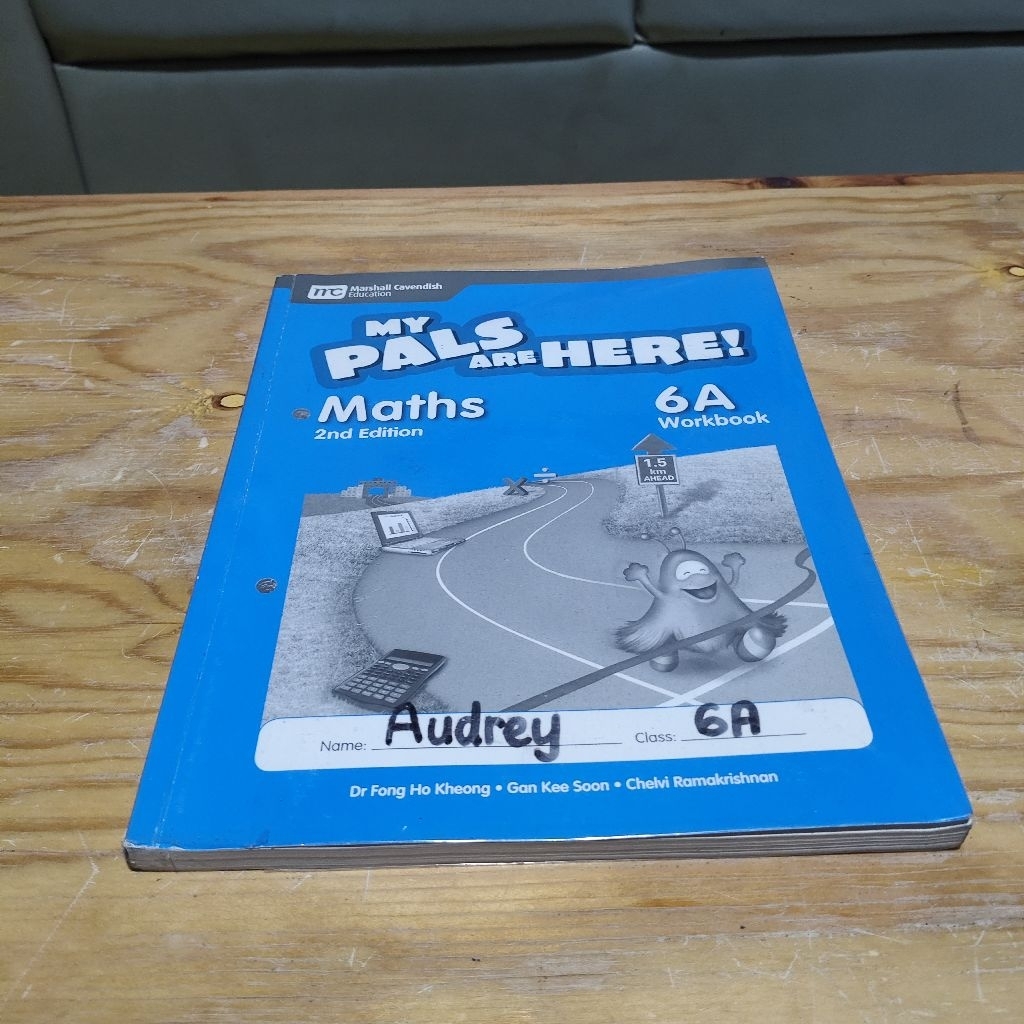 mc Marshall Cavendish
Education
MY
PALS ARE HERE!
Maths 6A
2nd Edition Workbook
1.5
km
AHEAD
Name: Audrey Class: 6A
Dr Fong Ho Kheong • Gan Kee Soon • Chelvi Ramakrishnan